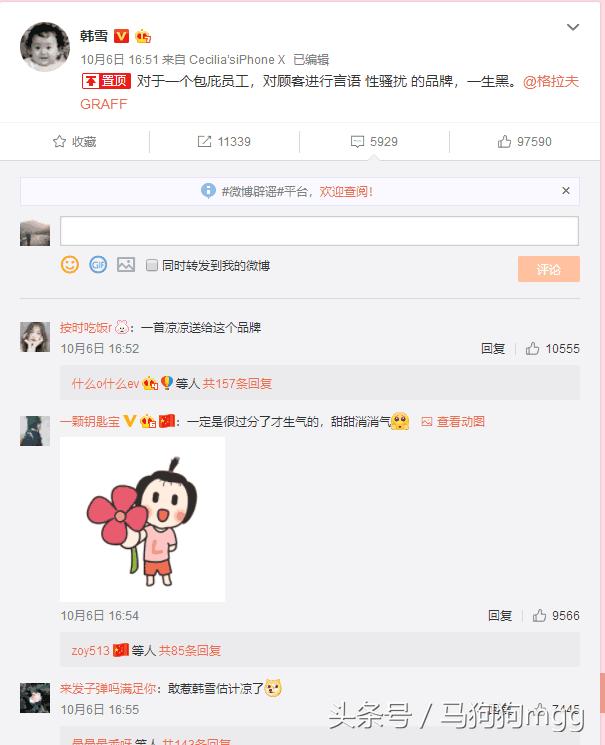 韩雪
10月6日 16:51 来自 Cecilia'siPhone X 已编辑
置顶 对于一个包庇员工，对顾客进行言语 性骚扰 的品牌，一生黑。@格拉夫
GRAFF
收藏 11339 5929 97590
#微博辟谣#平台，欢迎查阅！
GIF 同时转发到我的微博 评论
按时吃饭r：一首凉凉送给这个品牌
10月6日 16:52 回复 10555
什么o什么ev 等人 共157条回复
一颗钥匙宝：一定是很过分了才生气的，甜甜消消气 查看动图
L
10月6日 16:54 回复 9566
zoy513 等人 共85条回复
来发子弹吗满足你：敢惹韩雪估计凉了
10月6日 16:55 回复 7445
头条号 / 马狗狗mgg
等人 共143条回复